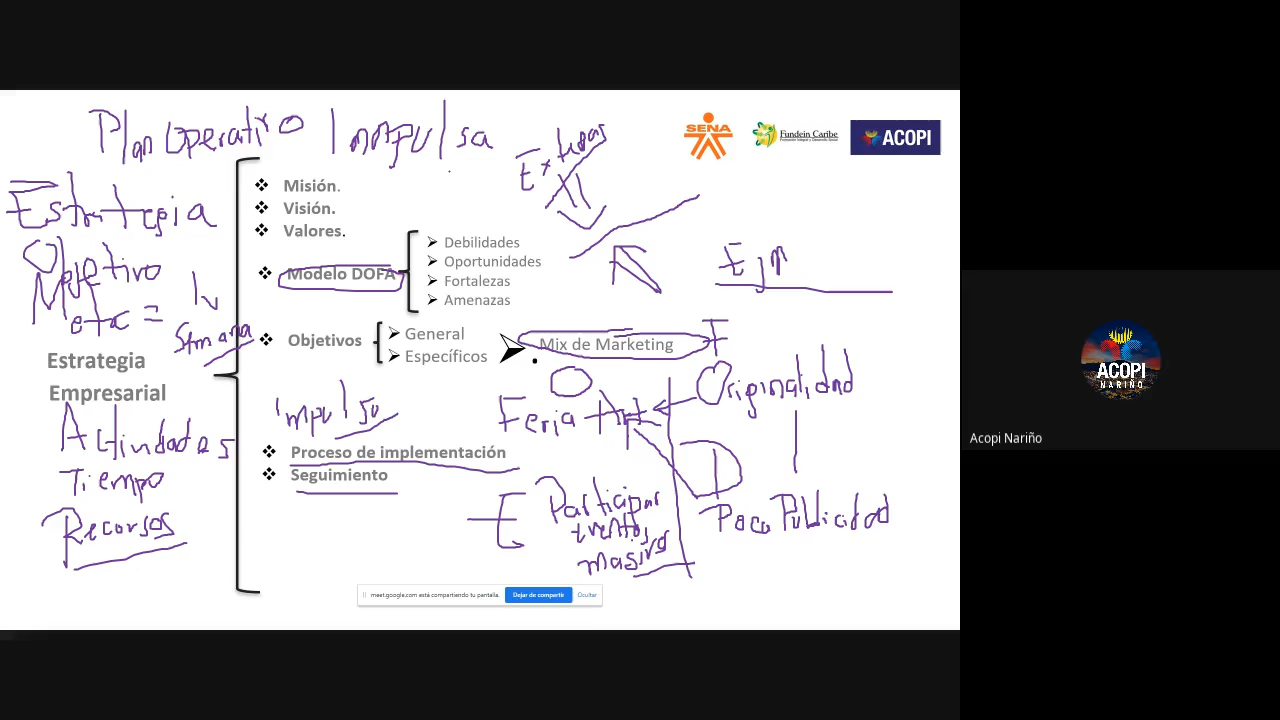 Plan Operativo Impulsa
SENA
Fundein Caribe
ACOPI
Externas
Estrategia
Objetivo
Meta =
Semana
Estrategia
Empresarial
Actividades
Tiempo
Recursos
Misión.
Visión.
Valores.
Modelo DOFA
Debilidades
Oportunidades
Fortalezas
Amenazas
Objetivos
General
Específicos
Mix de Marketing
Ejm
F
O
Originalidad
Feria Art
Impulso
Proceso de implementación
Seguimiento
D
E
Participar
eventos
masivos
Poca Publicidad
meet.google.com está compartiendo tu pantalla.
Dejar de compartir
Ocultar
ACOPI
NARIÑO
Acopi Nariño